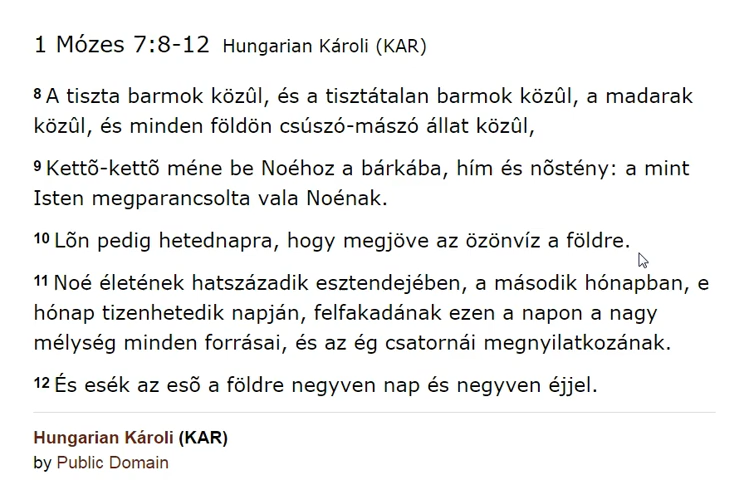 1 Mózes 7:8-12 Hungarian Károli (KAR)
8 A tiszta barmok közûl, és a tisztátalan barmok közûl, a madarak
közûl, és minden földön csúszó-mászó állat közûl,
9 Kettõ-kettõ méne be Noéhoz a bárkába, hím és nõstény: a mint
Isten megparancsolta vala Noénak.
10 Lõn pedig hetednapra, hogy megjöve az özönvíz a földre.
11 Noé életének hatszázadik esztendejében, a második hónapban, e
hónap tizenhetedik napján, felfakadának ezen a napon a nagy
mélység minden forrásai, és az ég csatornái megnyilatkozának.
12 És esék az esõ a földre negyven nap és negyven éjjel.
Hungarian Károli (KAR)
by Public Domain